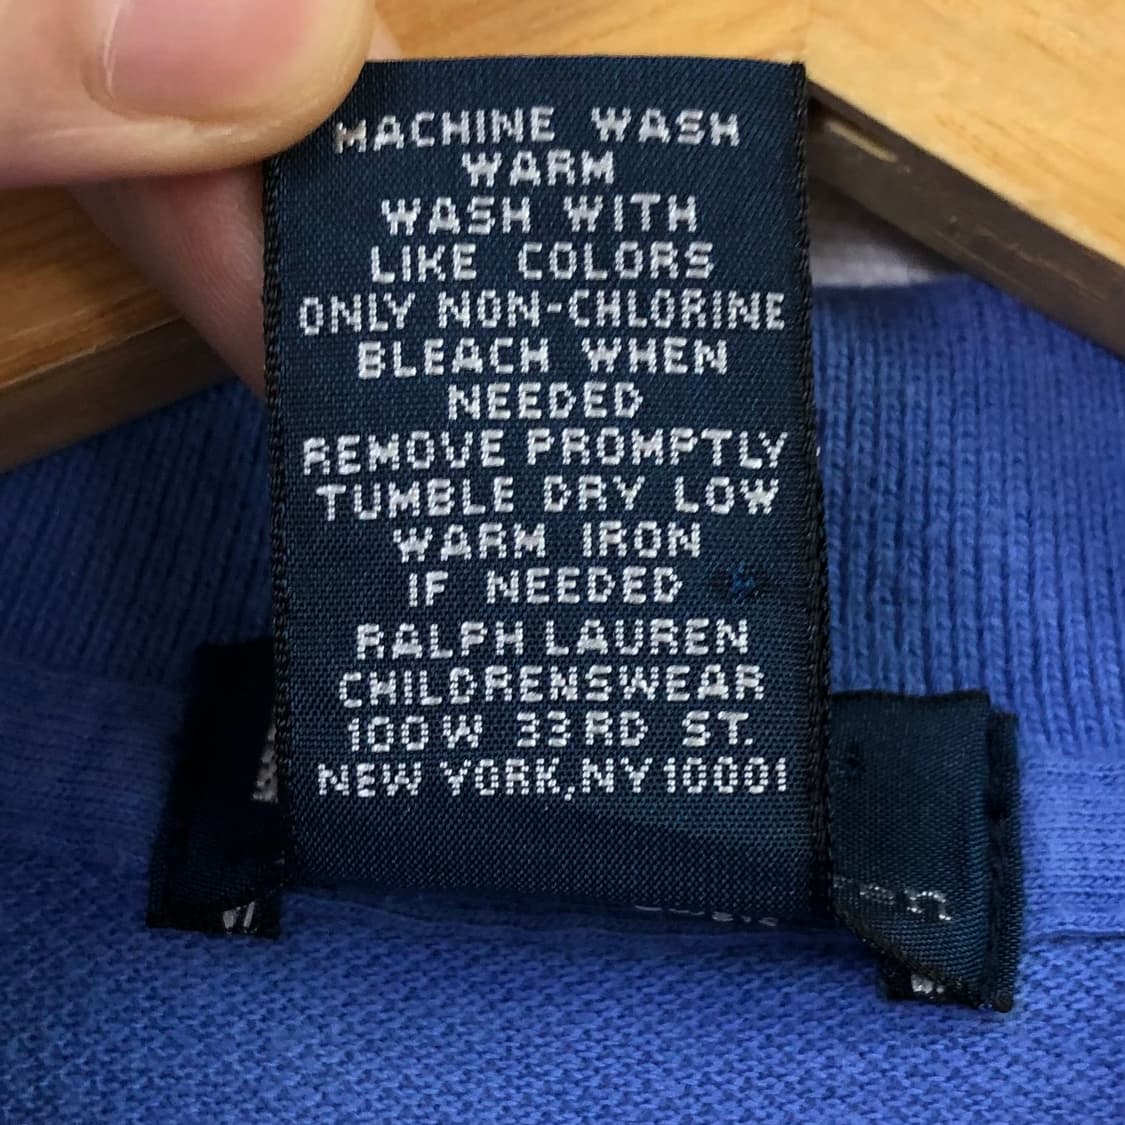 MACHINE WASH
WARM
WASH WITH
LIKE COLORS
ONLY NON-CHLORINE
BLEACH WHEN
NEEDED
REMOVE PROMPTLY
TUMBLE DRY LOW
WARM IRON
IF NEEDED
RALPH LAUREN
CHILDRENSWEAR
100 W 33RD ST.
NEW YORK, NY 10001